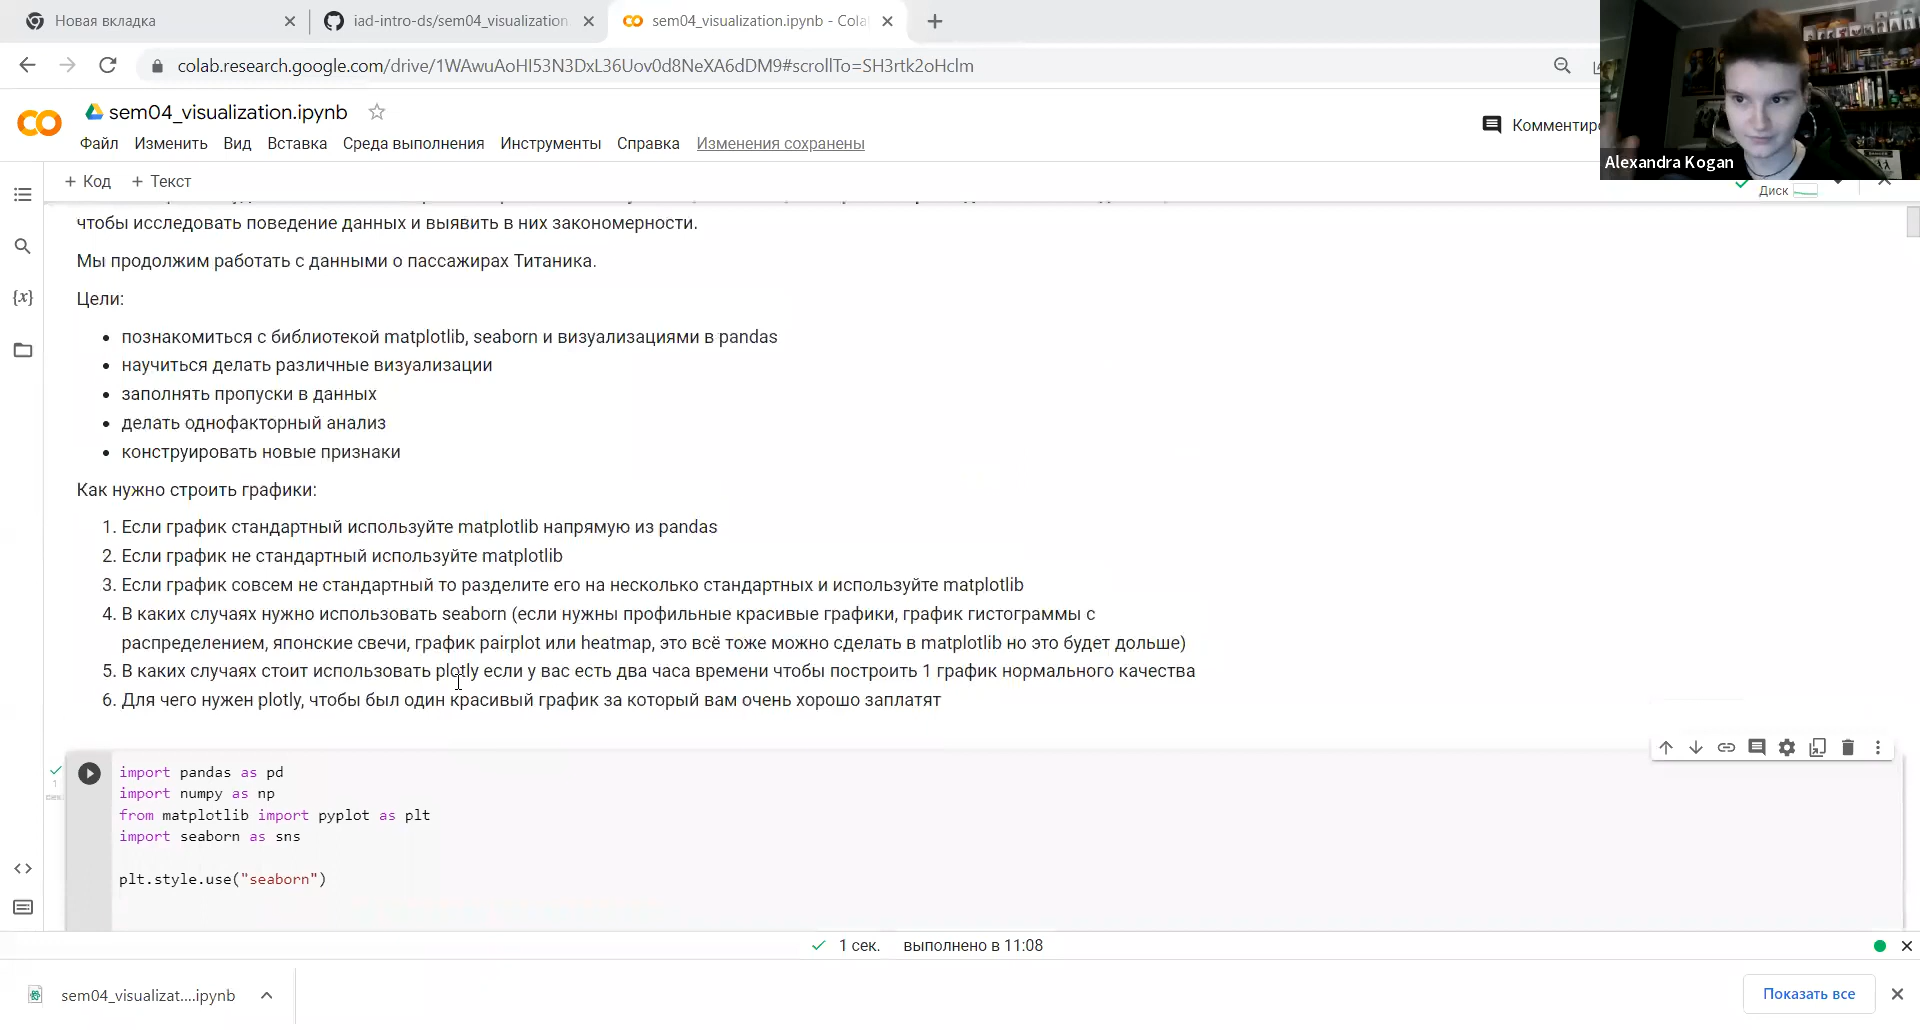 Новая вкладка
iad-intro-ds/sem04_visualization
sem04_visualization.ipynb - Cola
colab.research.google.com/drive/1WAwuAoHI53N3DxL36Uov0d8NeXA6dDM9#scrollTo=SH3rtk2oHclm
sem04_visualization.ipynb
Файл Изменить Вид Вставка Среда выполнения Инструменты Справка Изменения сохранены
Комментиро
Alexandra Kogan
+ Код + Текст
Диск
чтобы исследовать поведение данных и выявить в них закономерности.
Мы продолжим работать с данными о пассажирах Титаника.
Цели:
• познакомиться с библиотекой matplotlib, seaborn и визуализациями в pandas
• научиться делать различные визуализации
• заполнять пропуски в данных
• делать однофакторный анализ
• конструировать новые признаки
Как нужно строить графики:
1. Если график стандартный используйте matplotlib напрямую из pandas
2. Если график не стандартный используйте matplotlib
3. Если график совсем не стандартный то разделите его на несколько стандартных и используйте matplotlib
4. В каких случаях нужно использовать seaborn (если нужны профильные красивые графики, график гистограммы с
распределением, японские свечи, график pairplot или heatmap, это всё тоже можно сделать в matplotlib но это будет дольше)
5. В каких случаях стоит использовать plotly если у вас есть два часа времени чтобы построить 1 график нормального качества
6. Для чего нужен plotly, чтобы был один красивый график за который вам очень хорошо заплатят
1
сек.
import pandas as pd
import numpy as np
from matplotlib import pyplot as plt
import seaborn as sns
plt.style.use("seaborn")
1 сек. выполнено в 11:08
sem04_visualizat....ipynb
Показать все